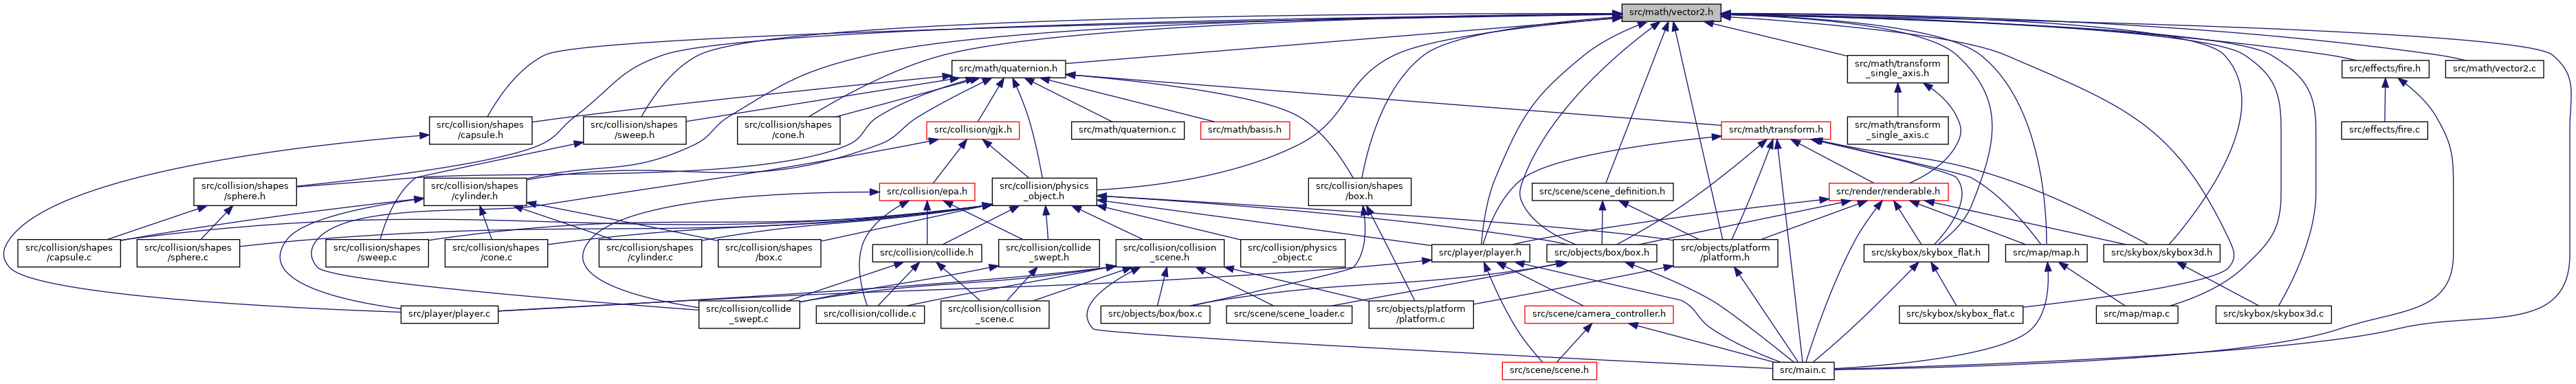 src/math/vector2.h
src/math/quaternion.h
src/math/transform
_single_axis.h
src/effects/fire.h
src/math/vector2.c
src/collision/shapes
/capsule.h
src/collision/shapes
/sweep.h
src/collision/shapes
/cone.h
src/collision/gjk.h
src/math/quaternion.c
src/math/basis.h
src/math/transform.h
src/math/transform
_single_axis.c
src/effects/fire.c
src/collision/shapes
/sphere.h
src/collision/shapes
/cylinder.h
src/collision/epa.h
src/collision/physics
_object.h
src/collision/shapes
/box.h
src/scene/scene_definition.h
src/render/renderable.h
src/collision/shapes
/capsule.c
src/collision/shapes
/sphere.c
src/collision/shapes
/sweep.c
src/collision/shapes
/cone.c
src/collision/shapes
/cylinder.c
src/collision/shapes
/box.c
src/collision/collide.h
src/collision/collide
_swept.h
src/collision/collision
_scene.h
src/collision/physics
_object.c
src/player/player.h
src/objects/box/box.h
src/objects/platform
/platform.h
src/skybox/skybox_flat.h
src/map/map.h
src/skybox/skybox3d.h
src/player/player.c
src/collision/collide
_swept.c
src/collision/collide.c
src/collision/collision
_scene.c
src/objects/box/box.c
src/scene/scene_loader.c
src/objects/platform
/platform.c
src/scene/camera_controller.h
src/skybox/skybox_flat.c
src/map/map.c
src/skybox/skybox3d.c
src/scene/scene.h
src/main.c